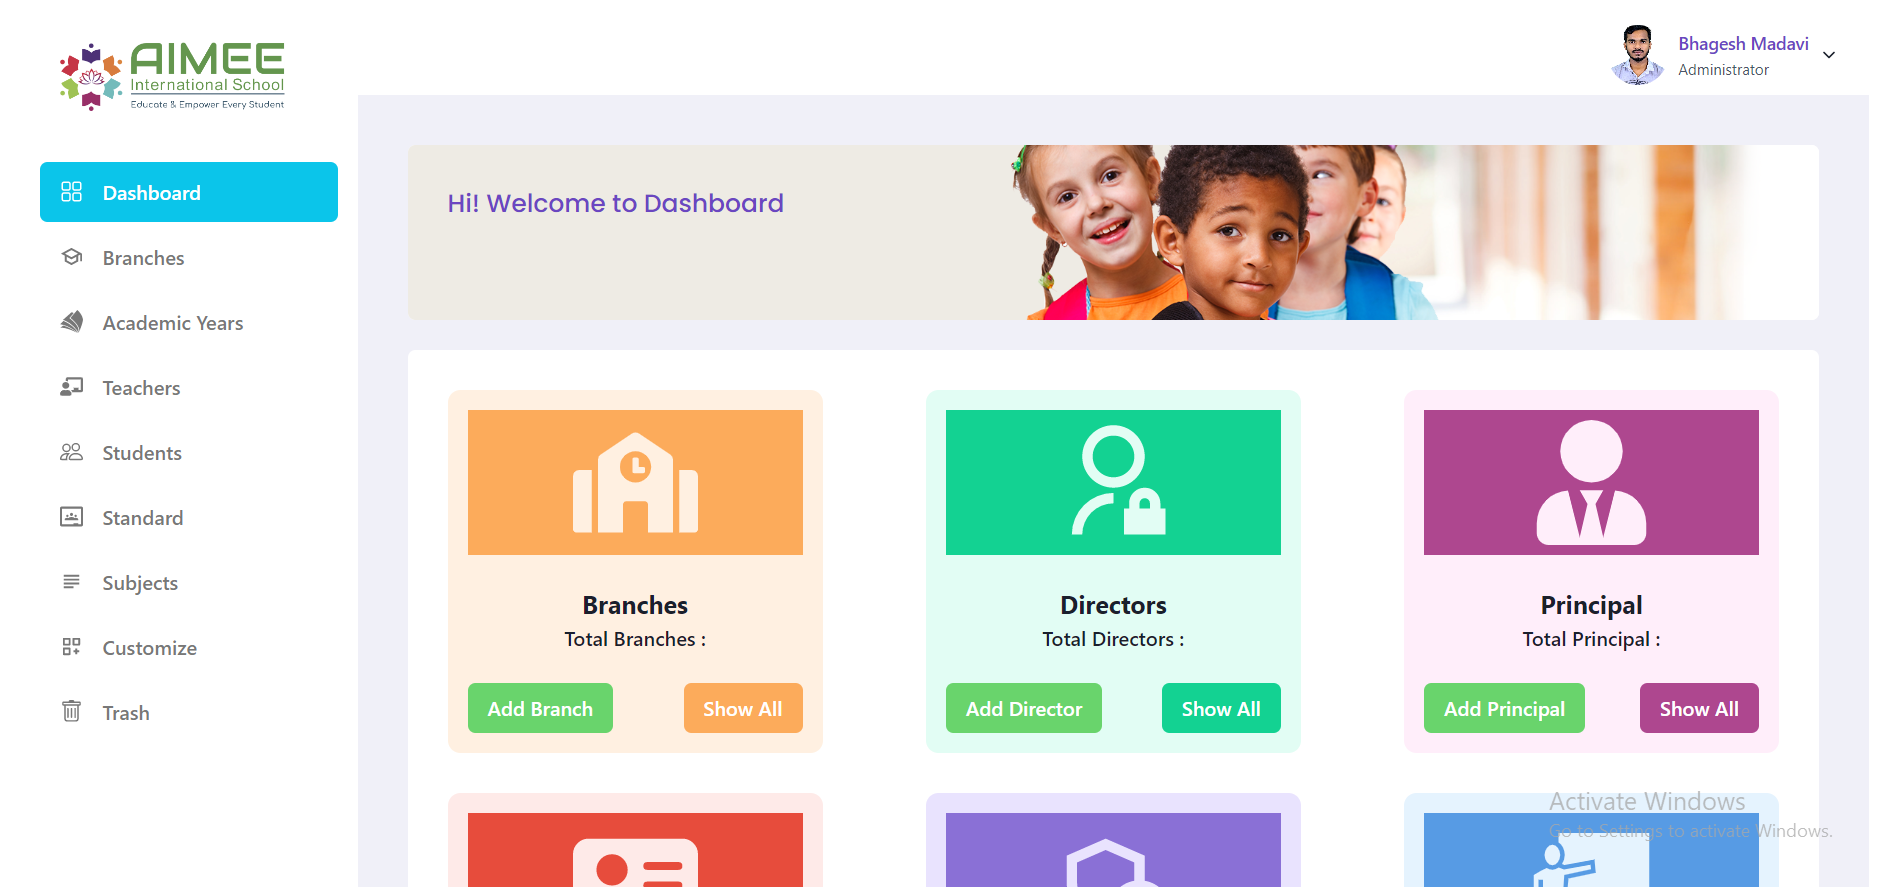 AIMEE
International School
Educate & Empower Every Student
Bhagesh Madavi
Administrator
Dashboard
Branches
Academic Years
Teachers
Students
Standard
Subjects
Customize
Trash
Hi! Welcome to Dashboard
Branches
Total Branches :
Add Branch
Show All
Directors
Total Directors :
Add Director
Show All
Principal
Total Principal :
Add Principal
Show All
Activate Windows
Go to Settings to activate Windows.